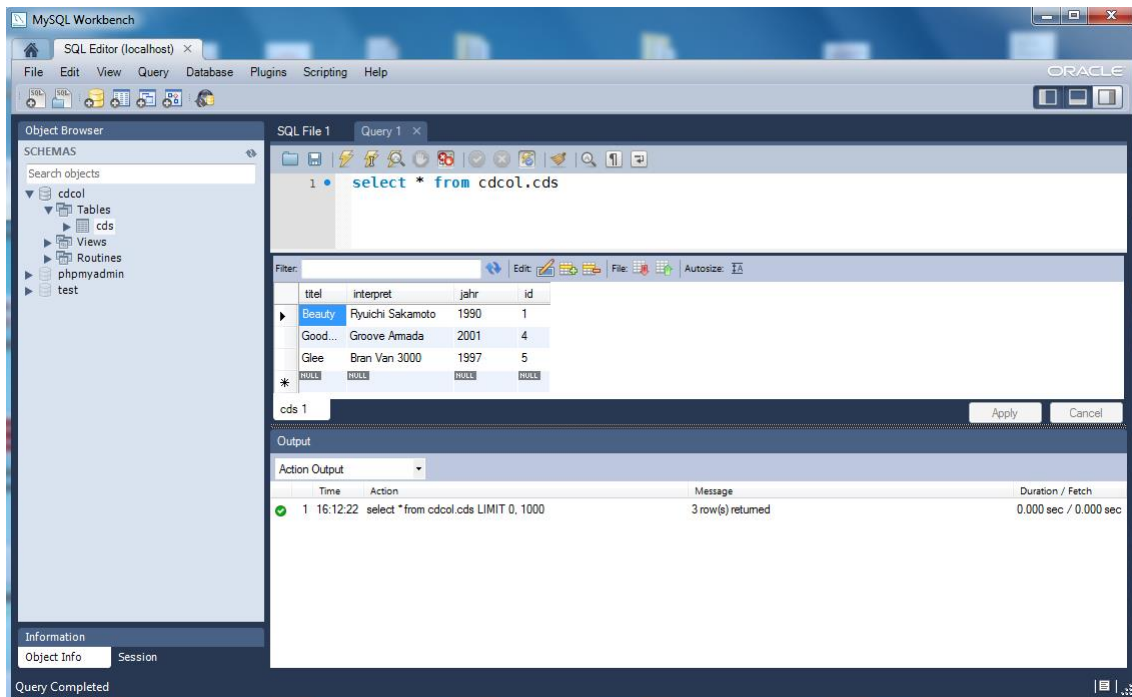 MySQL Workbench
SQL Editor (localhost)
File Edit View Query Database Plugins Scripting Help
ORACLE
Object Browser
SCHEMAS
Search objects
cdcol
Tables
cds
Views
Routines
phpmyadmin
test
SQL File 1 Query 1
1 select * from cdcol.cds
Filter: Edit: File: Autosize:
titel interpret jahr id
Beauty Ryuichi Sakamoto 1990 1
Good... Groove Armada 2001 4
Glee Bran Van 3000 1997 5
NULL NULL NULL NULL
cds 1
Apply Cancel
Output
Action Output
Time Action Message Duration / Fetch
1 16:12:22 select * from cdcol.cds LIMIT 0, 1000 3 row(s) returned 0.000 sec / 0.000 sec
Information
Object Info Session
Query Completed